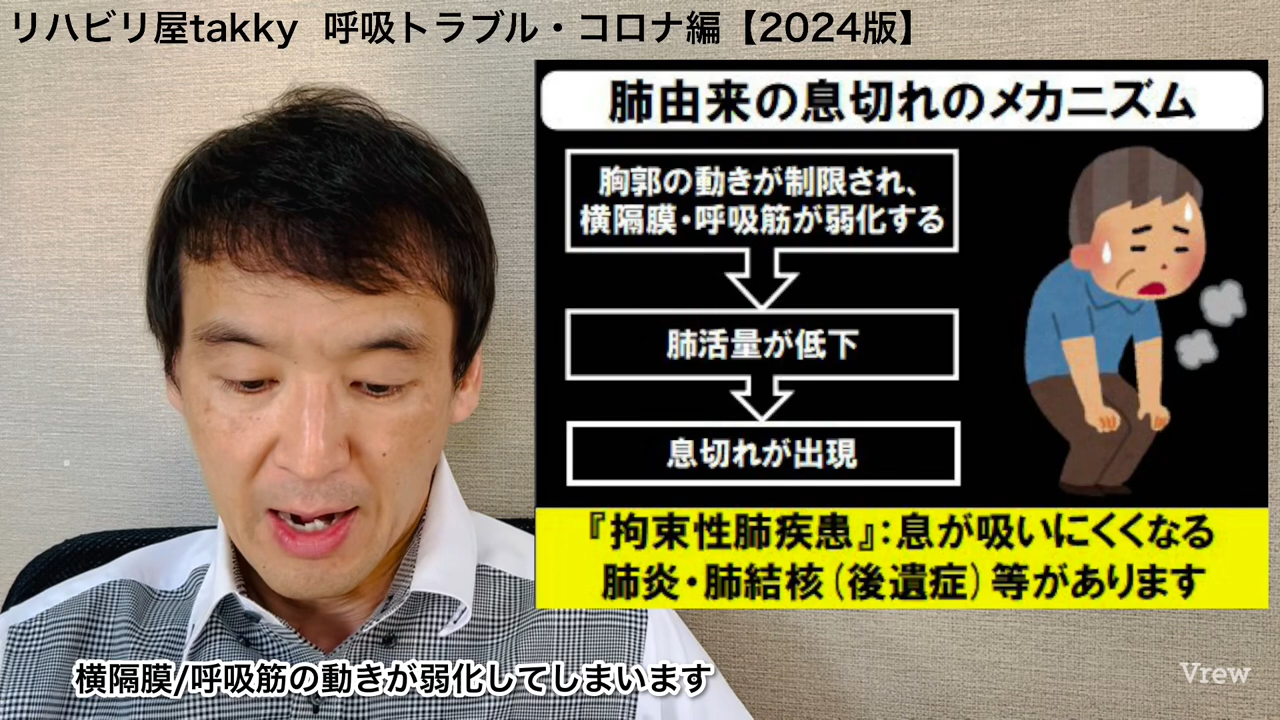 リハビリ屋takky 呼吸トラブル・コロナ編【2024版】
肺由来の息切れのメカニズム
胸郭の動きが制限され、
横隔膜・呼吸筋が弱化する
肺活量が低下
息切れが出現
『拘束性肺疾患』：息が吸いにくくなる
肺炎・肺結核（後遺症）等があります
横隔膜/呼吸筋の動きが弱化してしまいます
Vrew